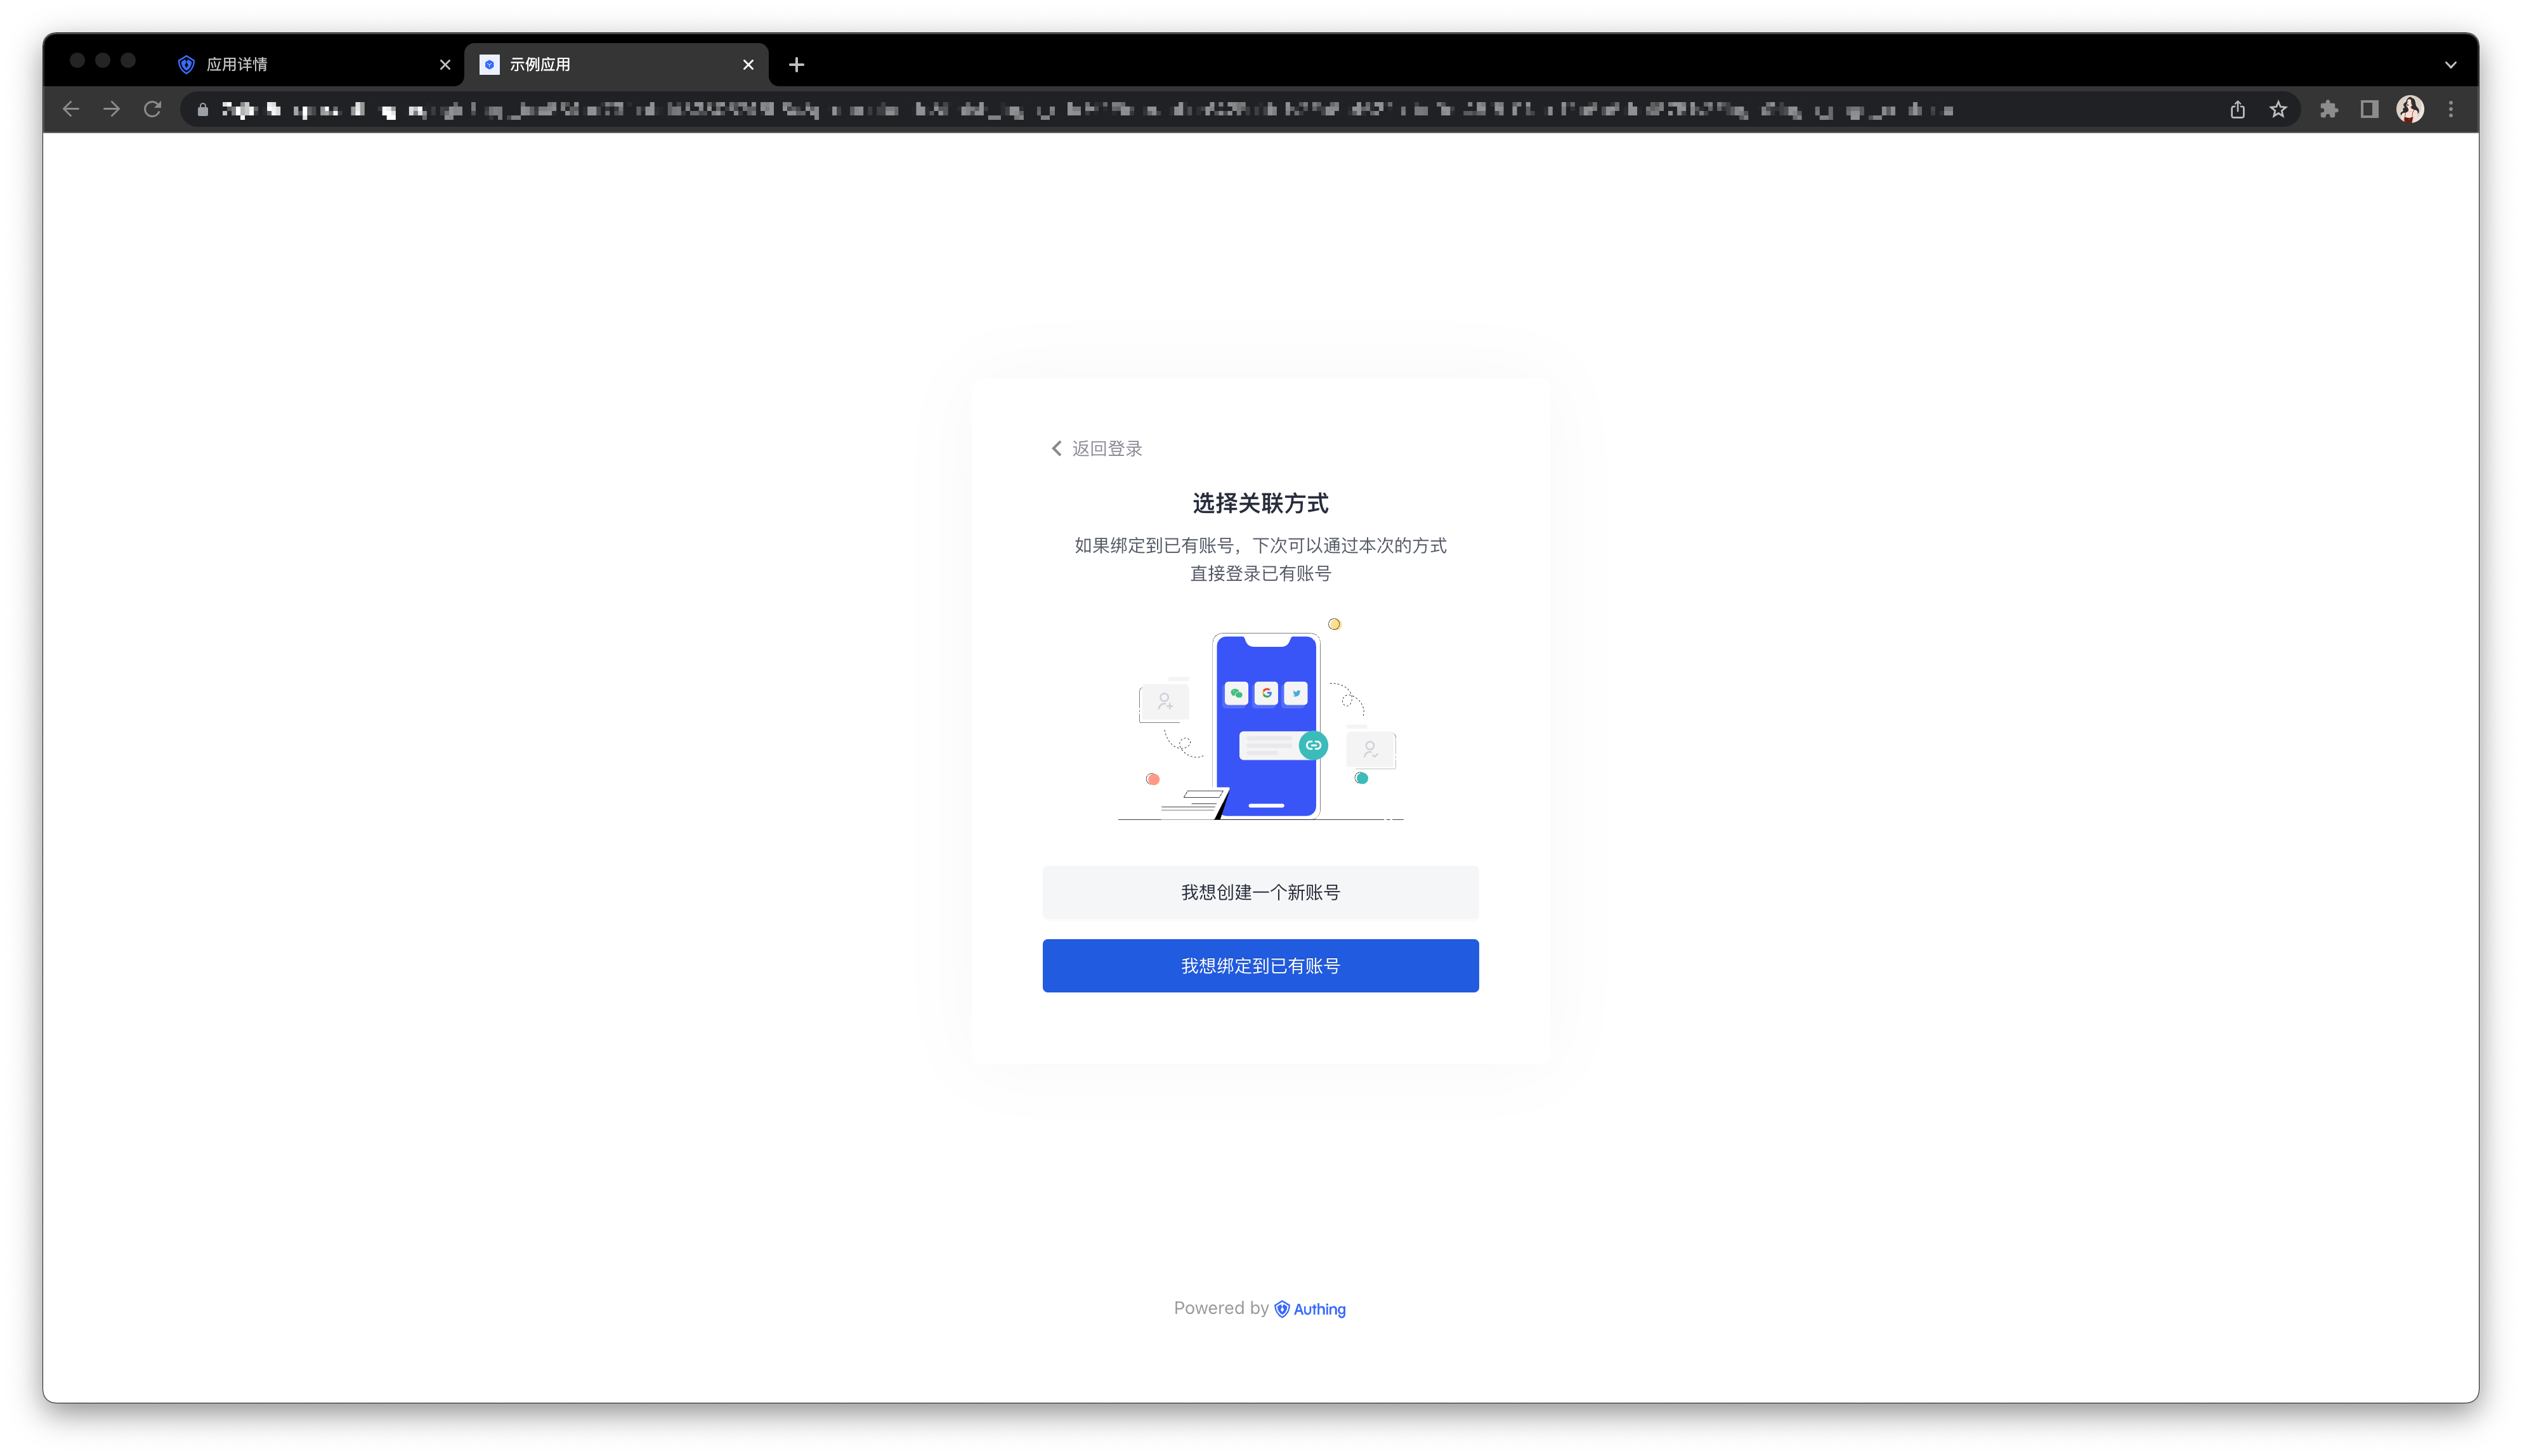 应用详情
示例应用
返回登录
选择关联方式
如果绑定到已有账号，下次可以通过本次的方式
直接登录已有账号
我想创建一个新账号
我想绑定到已有账号
Powered by Authing